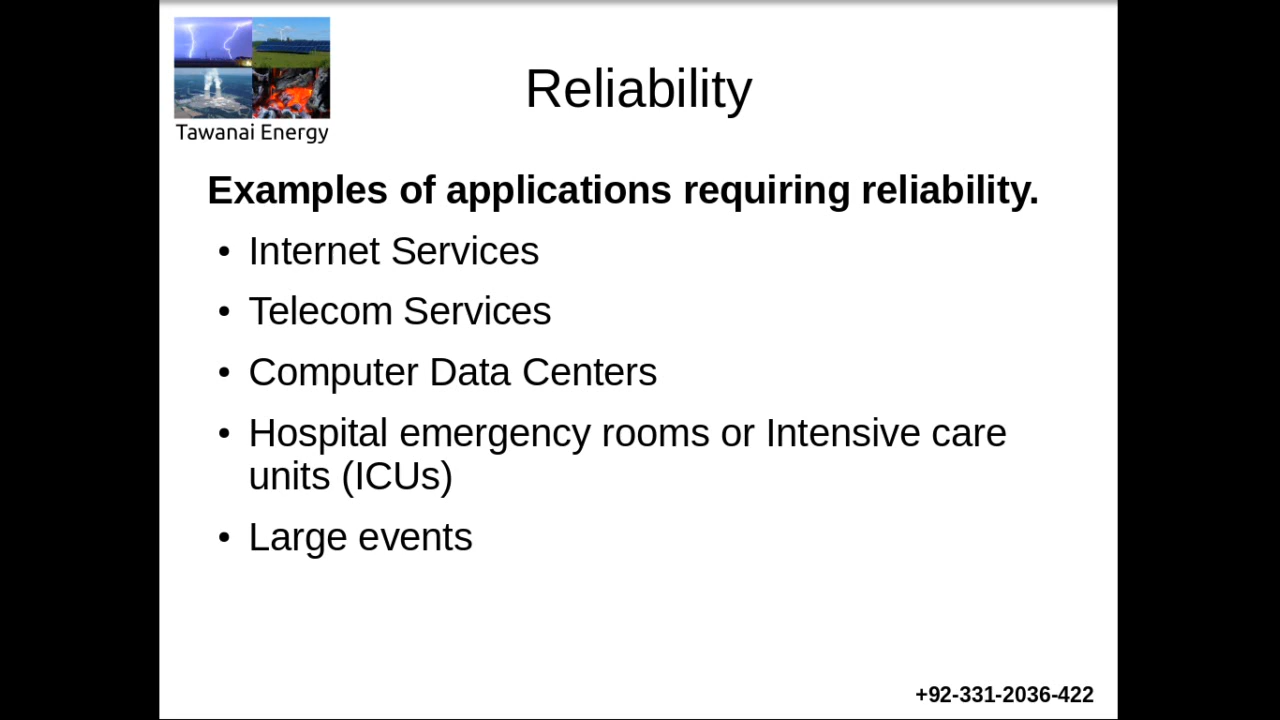 Tawanai Energy
Reliability
Examples of applications requiring reliability.
• Internet Services
• Telecom Services
• Computer Data Centers
• Hospital emergency rooms or Intensive care
units (ICUs)
• Large events
+92-331-2036-422